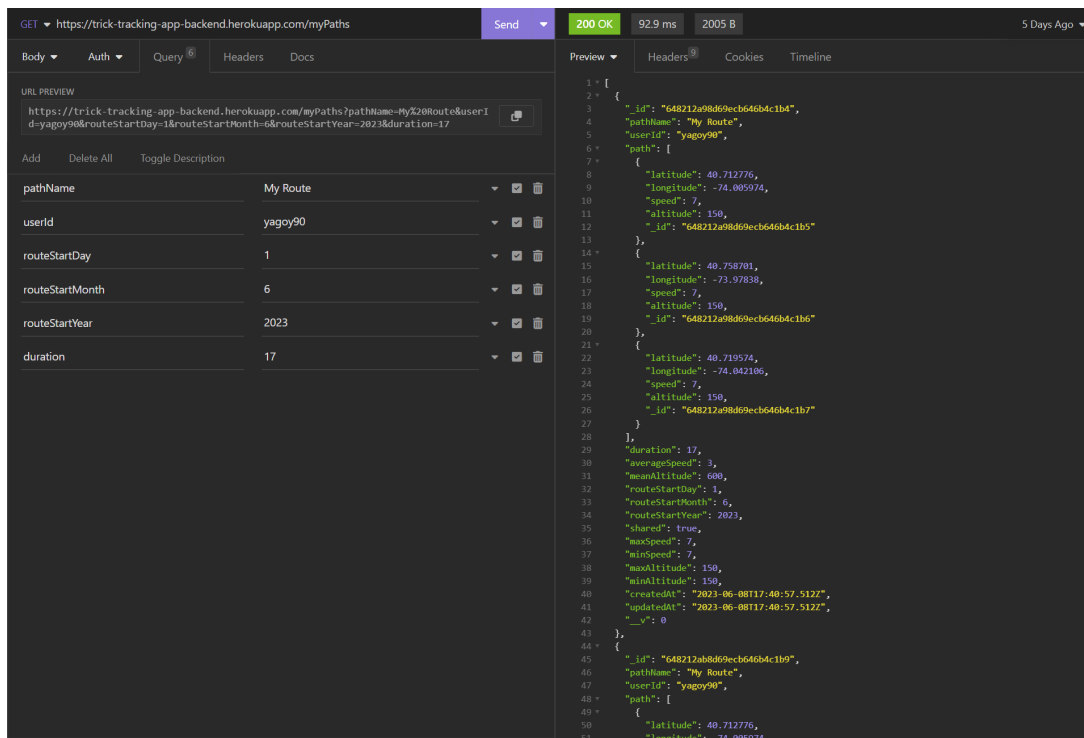 GET https://trick-tracking-app-backend.herokuapp.com/myPaths Send
200 OK 92.9 ms 2005 B 5 Days Ago
Body Auth Query 6 Headers Docs
URL PREVIEW
https://trick-tracking-app-backend.herokuapp.com/myPaths?pathName=My%20Route&userI
d=yagoy90&routeStartDay=1&routeStartMonth=6&routeStartYear=2023&duration=17
Add Delete All Toggle Description
pathName My Route
userId yagoy90
routeStartDay 1
routeStartMonth 6
routeStartYear 2023
duration 17
Preview Headers 9 Cookies Timeline
1 [
2 {
3 "_id": "648212a98d69ecb646b4c1b4",
4 "pathName": "My Route",
5 "userId": "yagoy90",
6 "path": [
7 {
8 "latitude": 40.712776,
9 "longitude": -74.005974,
10 "speed": 7,
11 "altitude": 150,
12 "_id": "648212a98d69ecb646b4c1b5"
13 },
14 {
15 "latitude": 40.758701,
16 "longitude": -73.97838,
17 "speed": 7,
18 "altitude": 150,
19 "_id": "648212a98d69ecb646b4c1b6"
20 },
21 {
22 "latitude": 40.719574,
23 "longitude": -74.042106,
24 "speed": 7,
25 "altitude": 150,
26 "_id": "648212a98d69ecb646b4c1b7"
27 }
28 ],
29 "duration": 17,
30 "averageSpeed": 3,
31 "meanAltitude": 600,
32 "routeStartDay": 1,
33 "routeStartMonth": 6,
34 "routeStartYear": 2023,
35 "shared": true,
36 "maxSpeed": 7,
37 "minSpeed": 7,
38 "maxAltitude": 150,
39 "minAltitude": 150,
40 "createdAt": "2023-06-08T17:40:57.512Z",
41 "updatedAt": "2023-06-08T17:40:57.512Z",
42 "__v": 0
43 },
44 {
45 "_id": "648212ab8d69ecb646b4c1b9",
46 "pathName": "My Route",
47 "userId": "yagoy90",
48 "path": [
49 {
50 "latitude": 40.712776,